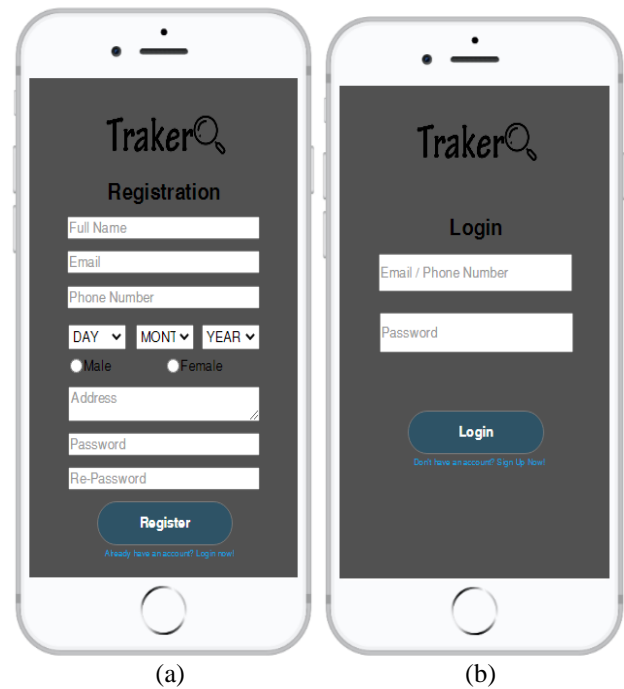 Traker
Registration
Full Name
Email
Phone Number
DAY MONT YEAR
Male Female
Address
Password
Re-Password
Register
Already have an account? Login now!
(a)
Traker
Login
Email / Phone Number
Password
Login
Don't have an account? Sign Up Now!
(b)